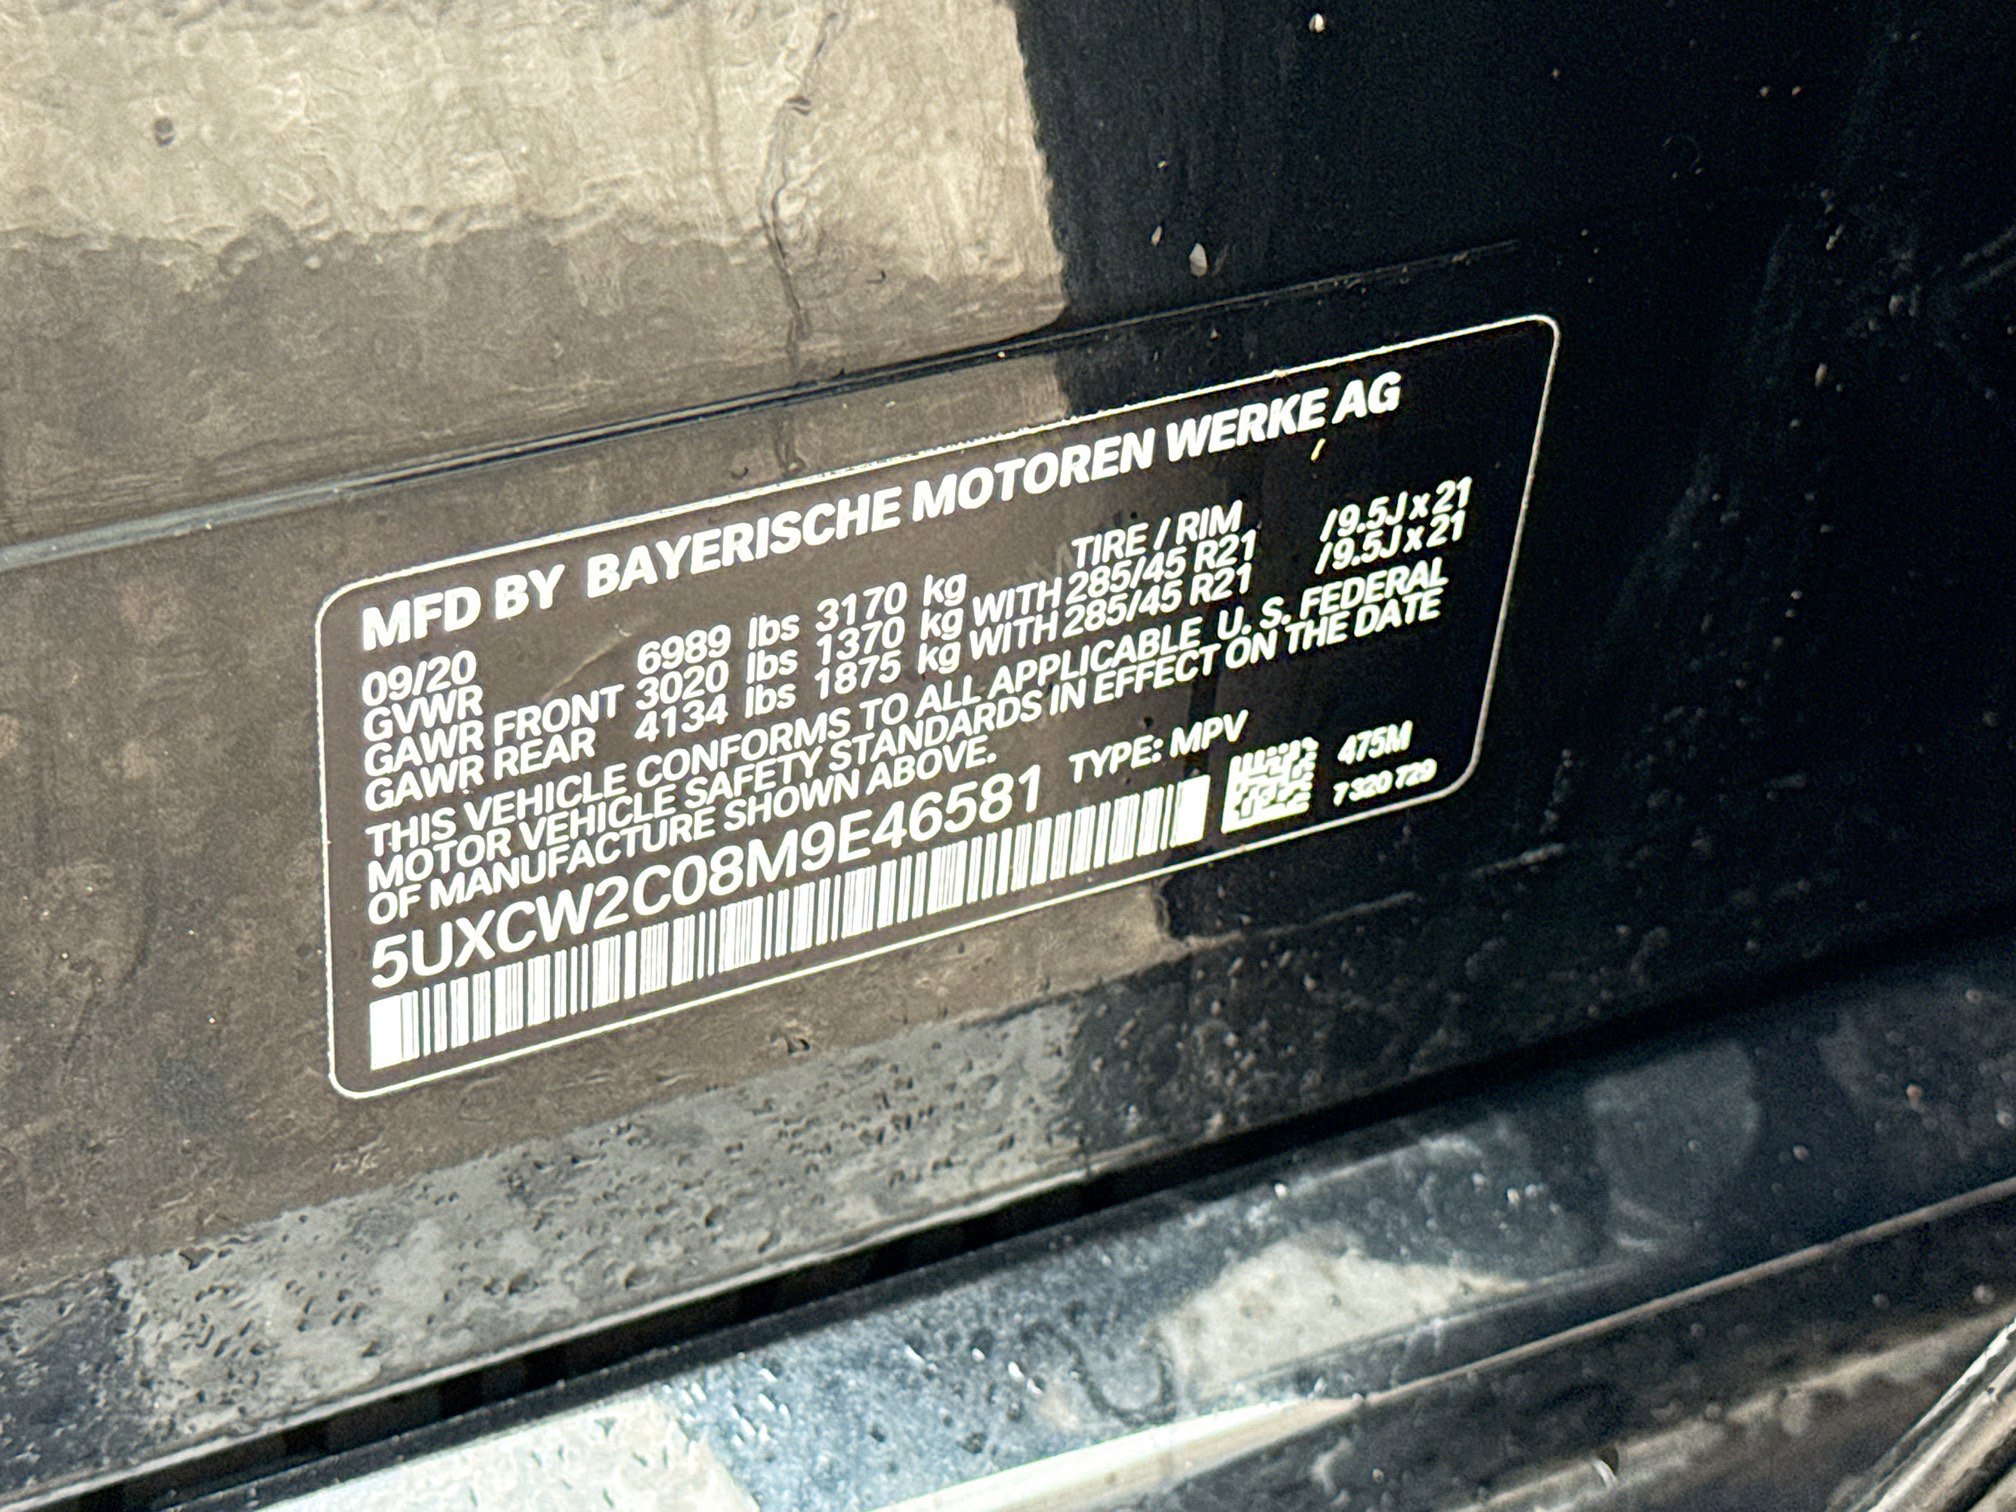 MFD BY BAYERISCHE MOTOREN WERKE AG
09/20 TIRE / RIM
GVWR 6989 lbs 3170 kg
GAWR FRONT 3020 lbs 1370 kg WITH 285/45 R21 /9.5J x 21
GAWR REAR 4134 lbs 1875 kg WITH 285/45 R21 /9.5J x 21
THIS VEHICLE CONFORMS TO ALL APPLICABLE U. S. FEDERAL
MOTOR VEHICLE SAFETY STANDARDS IN EFFECT ON THE DATE
OF MANUFACTURE SHOWN ABOVE.
5UXCW2C08M9E46581 TYPE: MPV
475M
7 320 729